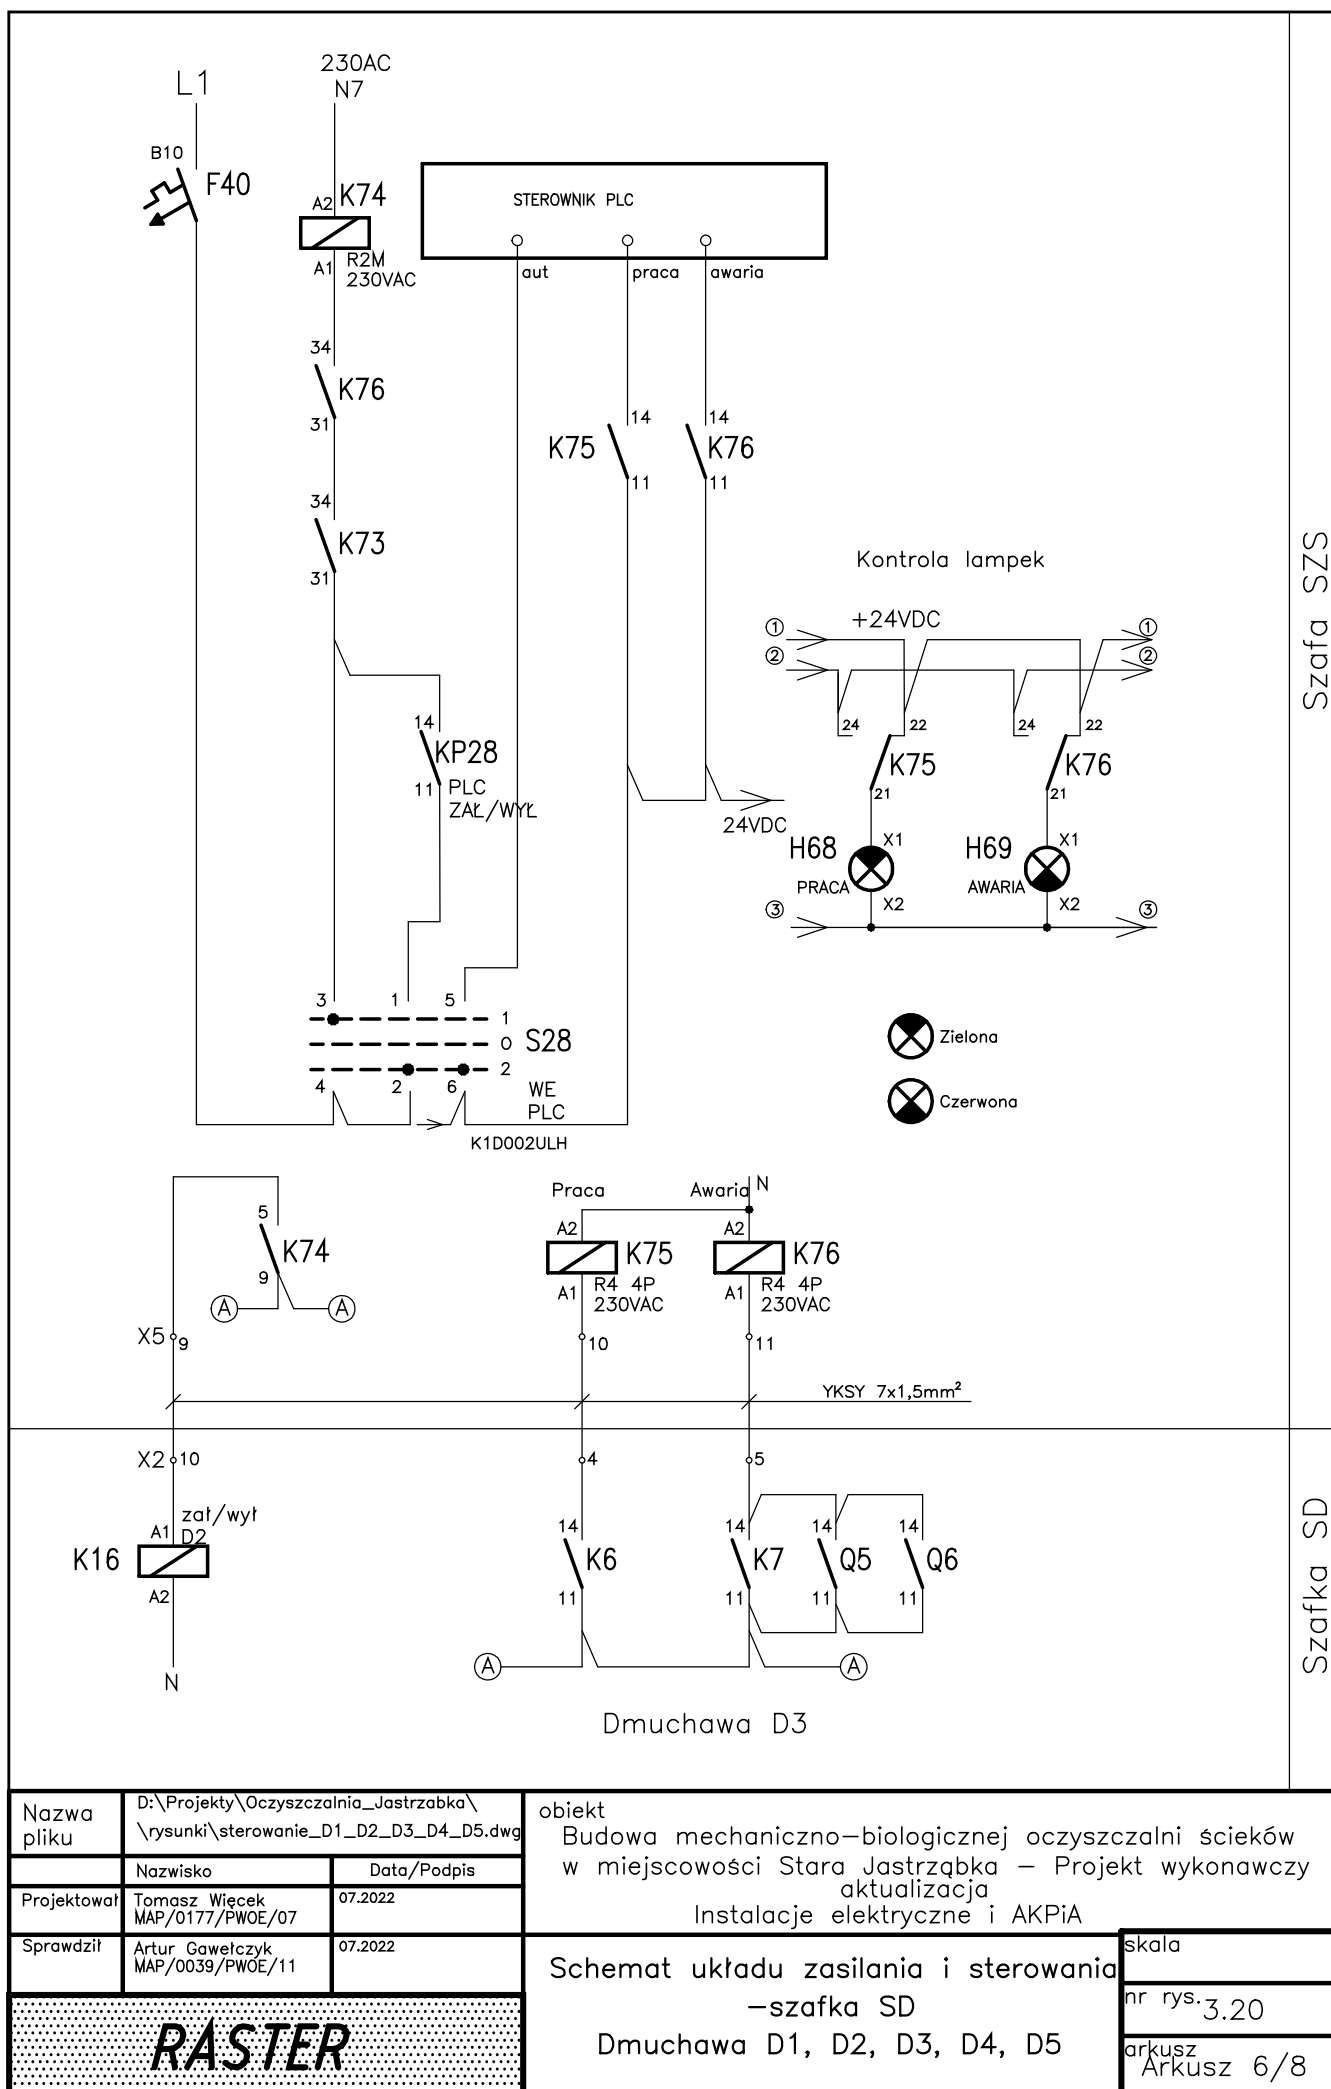 L1
230AC
N7
B10
F40
A2
K74
A1
R2M
230VAC
STEROWNIK PLC
aut
praca
awaria
34
K76
31
34
K73
31
14
K75
11
14
K76
11
Kontrola lampek
1
+24VDC
1
2
2
24
22
24
22
K75
K76
21
21
14
KP28
11
PLC
ZAŁ/WYŁ
24VDC
H68
X1
PRACA
X2
H69
X1
AWARIA
X2
3
3
Szafa SZS
3
1
5
1
0
2
S28
4
2
6
WE
PLC
K1D002ULH
Zielona
Czerwona
5
K74
9
A
A
X5
9
Praca
Awaria
N
A2
K75
A1
R4 4P
230VAC
A2
K76
A1
R4 4P
230VAC
10
11
YKSY 7x1,5mm²
X2
10
4
5
zał/wył
D2
A1
K16
A2
N
14
K6
11
14
K7
11
14
Q5
11
14
Q6
11
A
A
Dmuchawa D3
Szafka SD
Nazwa
pliku
D:\Projekty\Oczyszczalnia_Jastrzabka\
\rysunki\sterowanie_D1_D2_D3_D4_D5.dwg
Nazwisko
Data/Podpis
Projektował
Tomasz Więcek
MAP/0177/PWOE/07
07.2022
Sprawdził
Artur Gawełczyk
MAP/0039/PWOE/11
07.2022
RASTER
obiekt
Budowa mechaniczno-biologicznej oczyszczalni ścieków
w miejscowości Stara Jastrząbka - Projekt wykonawczy
aktualizacja
Instalacje elektryczne i AKPiA
Schemat układu zasilania i sterowania
-szafka SD
Dmuchawa D1, D2, D3, D4, D5
skala
nr rys.
3.20
arkusz
Arkusz 6/8